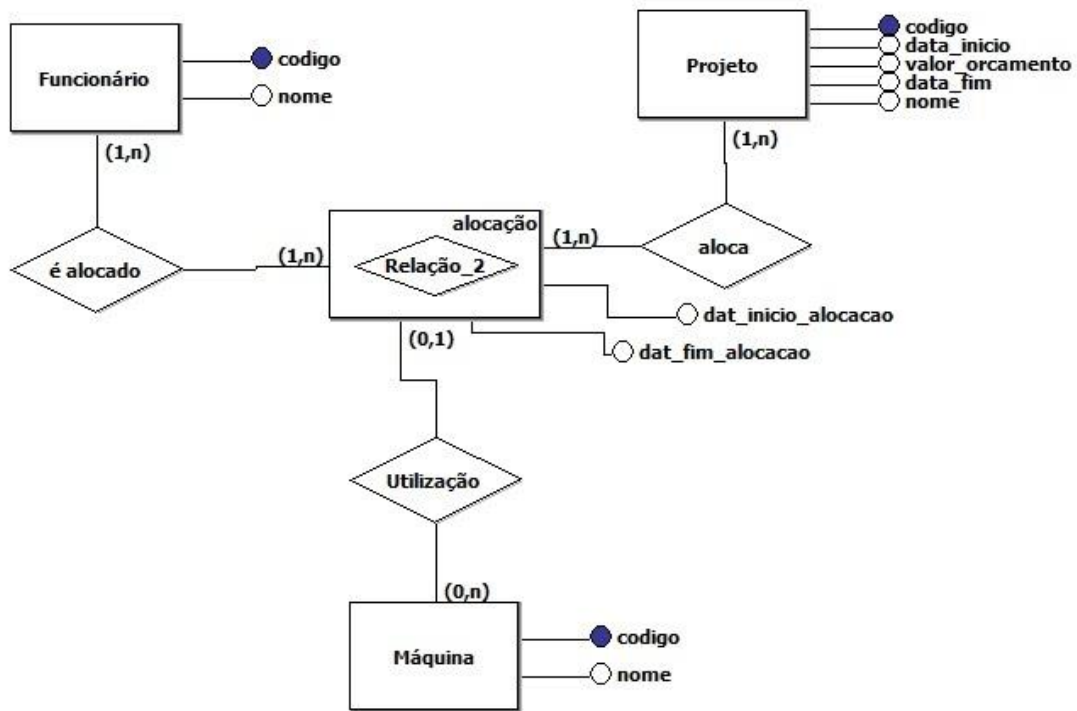 Funcionário
codigo
nome
(1,n)
Projeto
codigo
data_inicio
valor_orcamento
data_fim
nome
(1,n)
é alocado
(1,n)
alocação
Relação_2
(1,n)
aloca
dat_inicio_alocacao
dat_fim_alocacao
(0,1)
Utilização
(0,n)
Máquina
codigo
nome